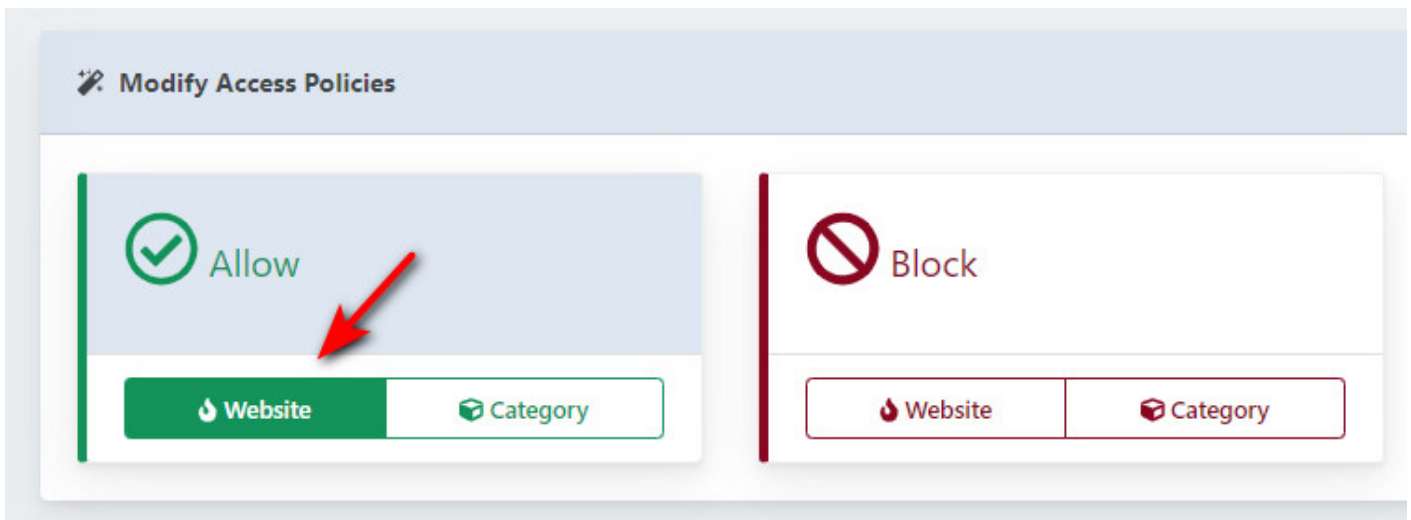 Modify Access Policies
Allow
Block
Website Category
Website Category